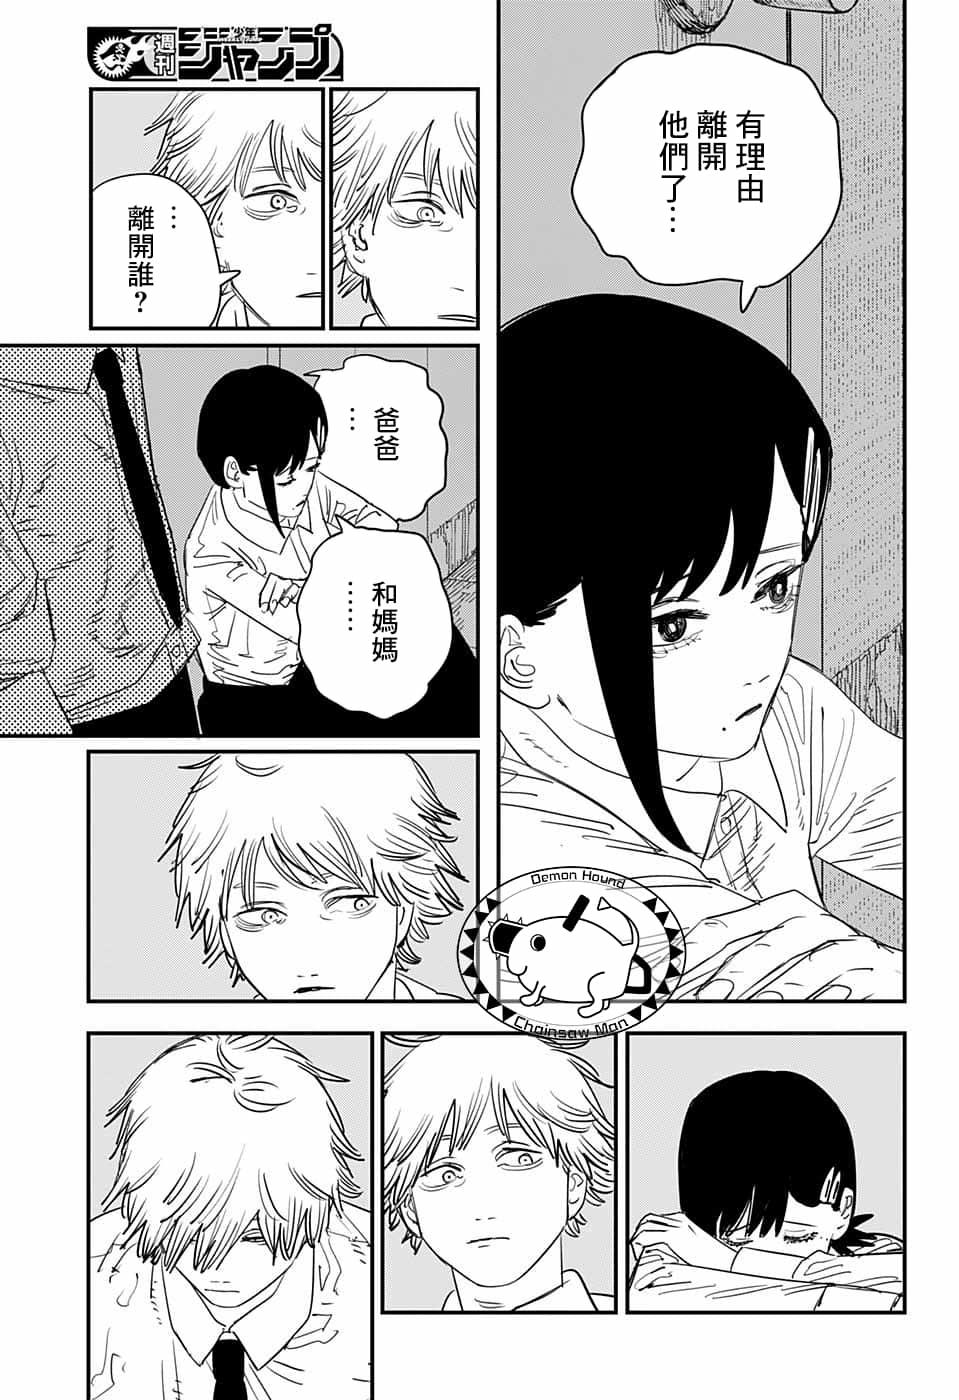 週刊
少年
ジャンプ
有理由
離開
他們了…
…
離開誰？
爸爸
…
和媽媽
……
Demon Hound
Chainsaw Man